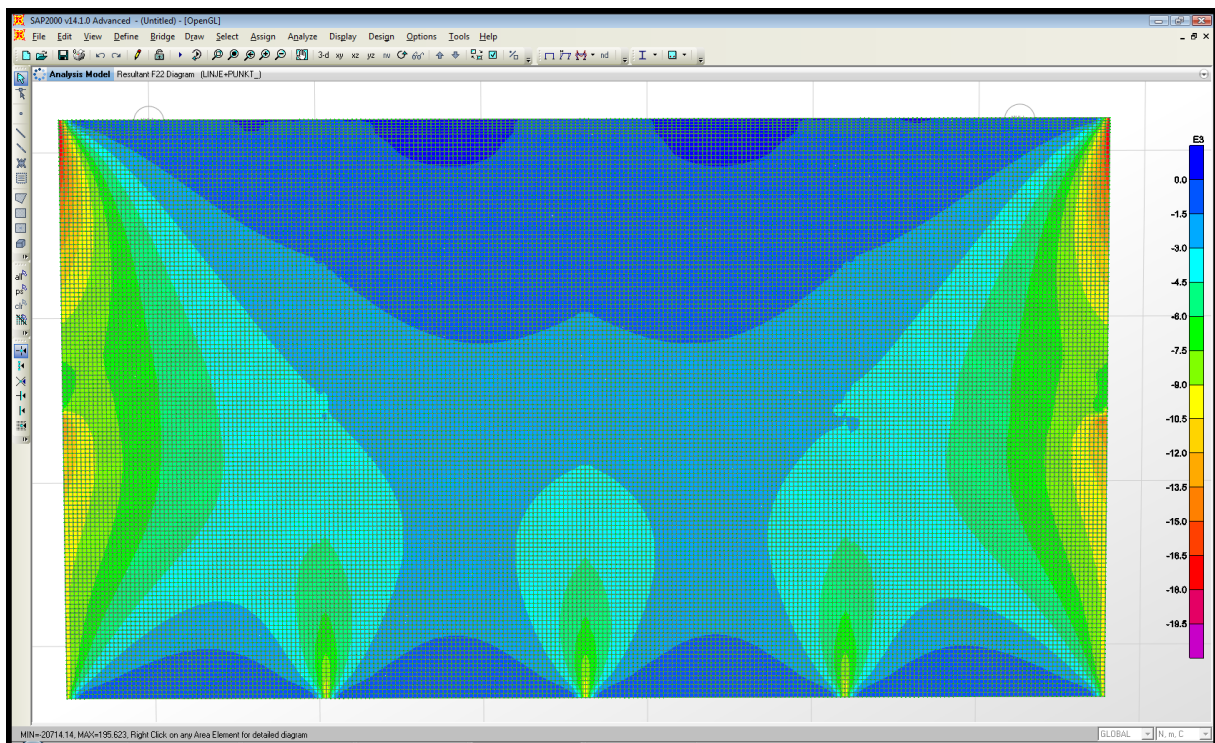 SAP2000 v14.1.0 Advanced - (Untitled) - [OpenGL]
File Edit View Define Bridge Draw Select Assign Analyze Display Design Options Tools Help
3-d xy xz yz nv nd
Analysis Model Resultant F22 Diagram (LINJE+PUNKT_)
all
ps
clr
E3
0.0
-1.5
-3.0
-4.5
-6.0
-7.5
-9.0
-10.5
-12.0
-13.5
-15.0
-16.5
-18.0
-19.5
MIN=-20714.14, MAX=195.623, Right Click on any Area Element for detailed diagram
GLOBAL N, m, C